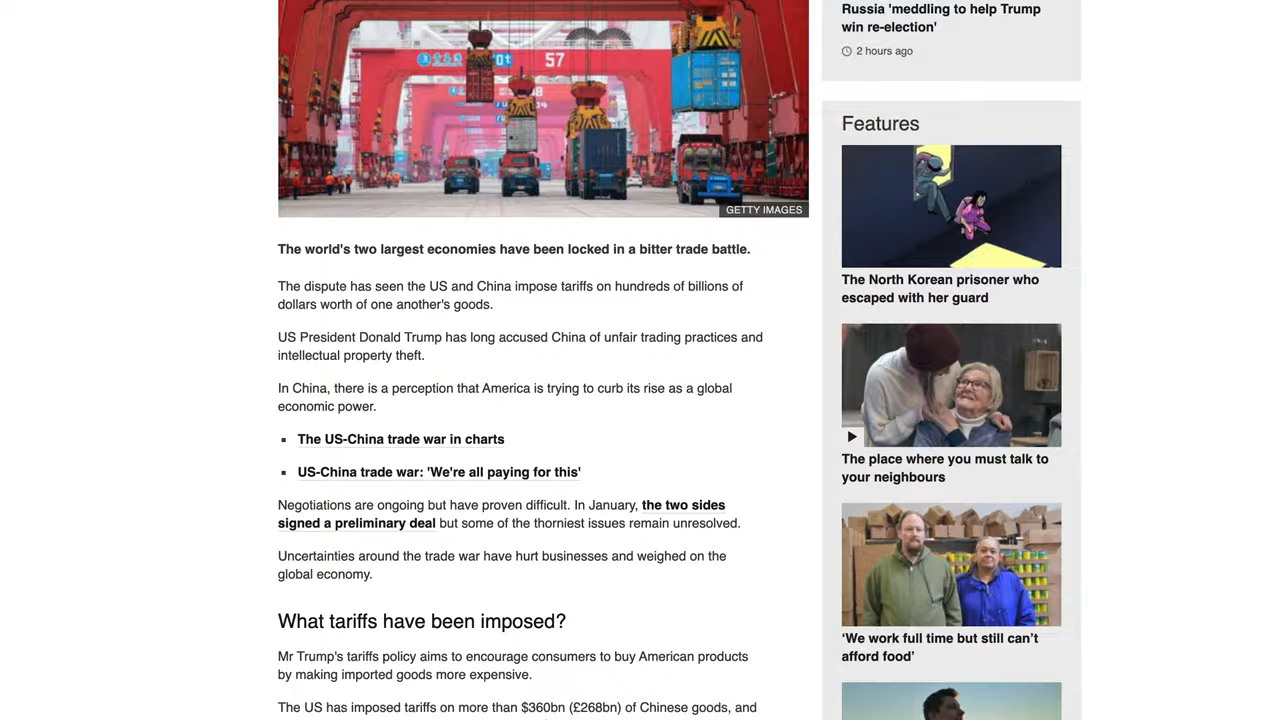 Russia 'meddling to help Trump
win re-election'
2 hours ago
57
GETTY IMAGES
The world's two largest economies have been locked in a bitter trade battle.
The dispute has seen the US and China impose tariffs on hundreds of billions of
dollars worth of one another's goods.
US President Donald Trump has long accused China of unfair trading practices and
intellectual property theft.
In China, there is a perception that America is trying to curb its rise as a global
economic power.
The US-China trade war in charts
US-China trade war: 'We're all paying for this'
Negotiations are ongoing but have proven difficult. In January, the two sides
signed a preliminary deal but some of the thorniest issues remain unresolved.
Uncertainties around the trade war have hurt businesses and weighed on the
global economy.
What tariffs have been imposed?
Mr Trump's tariffs policy aims to encourage consumers to buy American products
by making imported goods more expensive.
The US has imposed tariffs on more than $360bn (£268bn) of Chinese goods, and
Features
The North Korean prisoner who
escaped with her guard
The place where you must talk to
your neighbours
‘We work full time but still can’t
afford food’